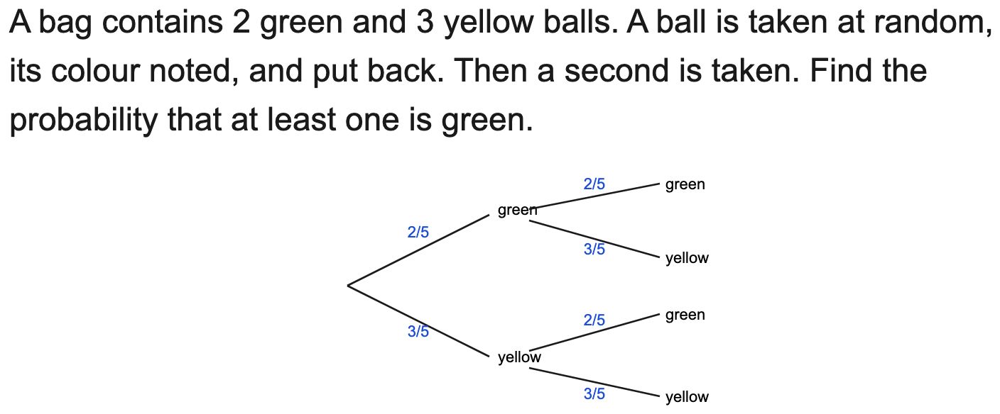 A bag contains 2 green and 3 yellow balls. A ball is taken at random,
its colour noted, and put back. Then a second is taken. Find the
probability that at least one is green.
2/5 green
green
2/5
3/5
yellow
2/5 green
3/5
yellow
3/5 yellow